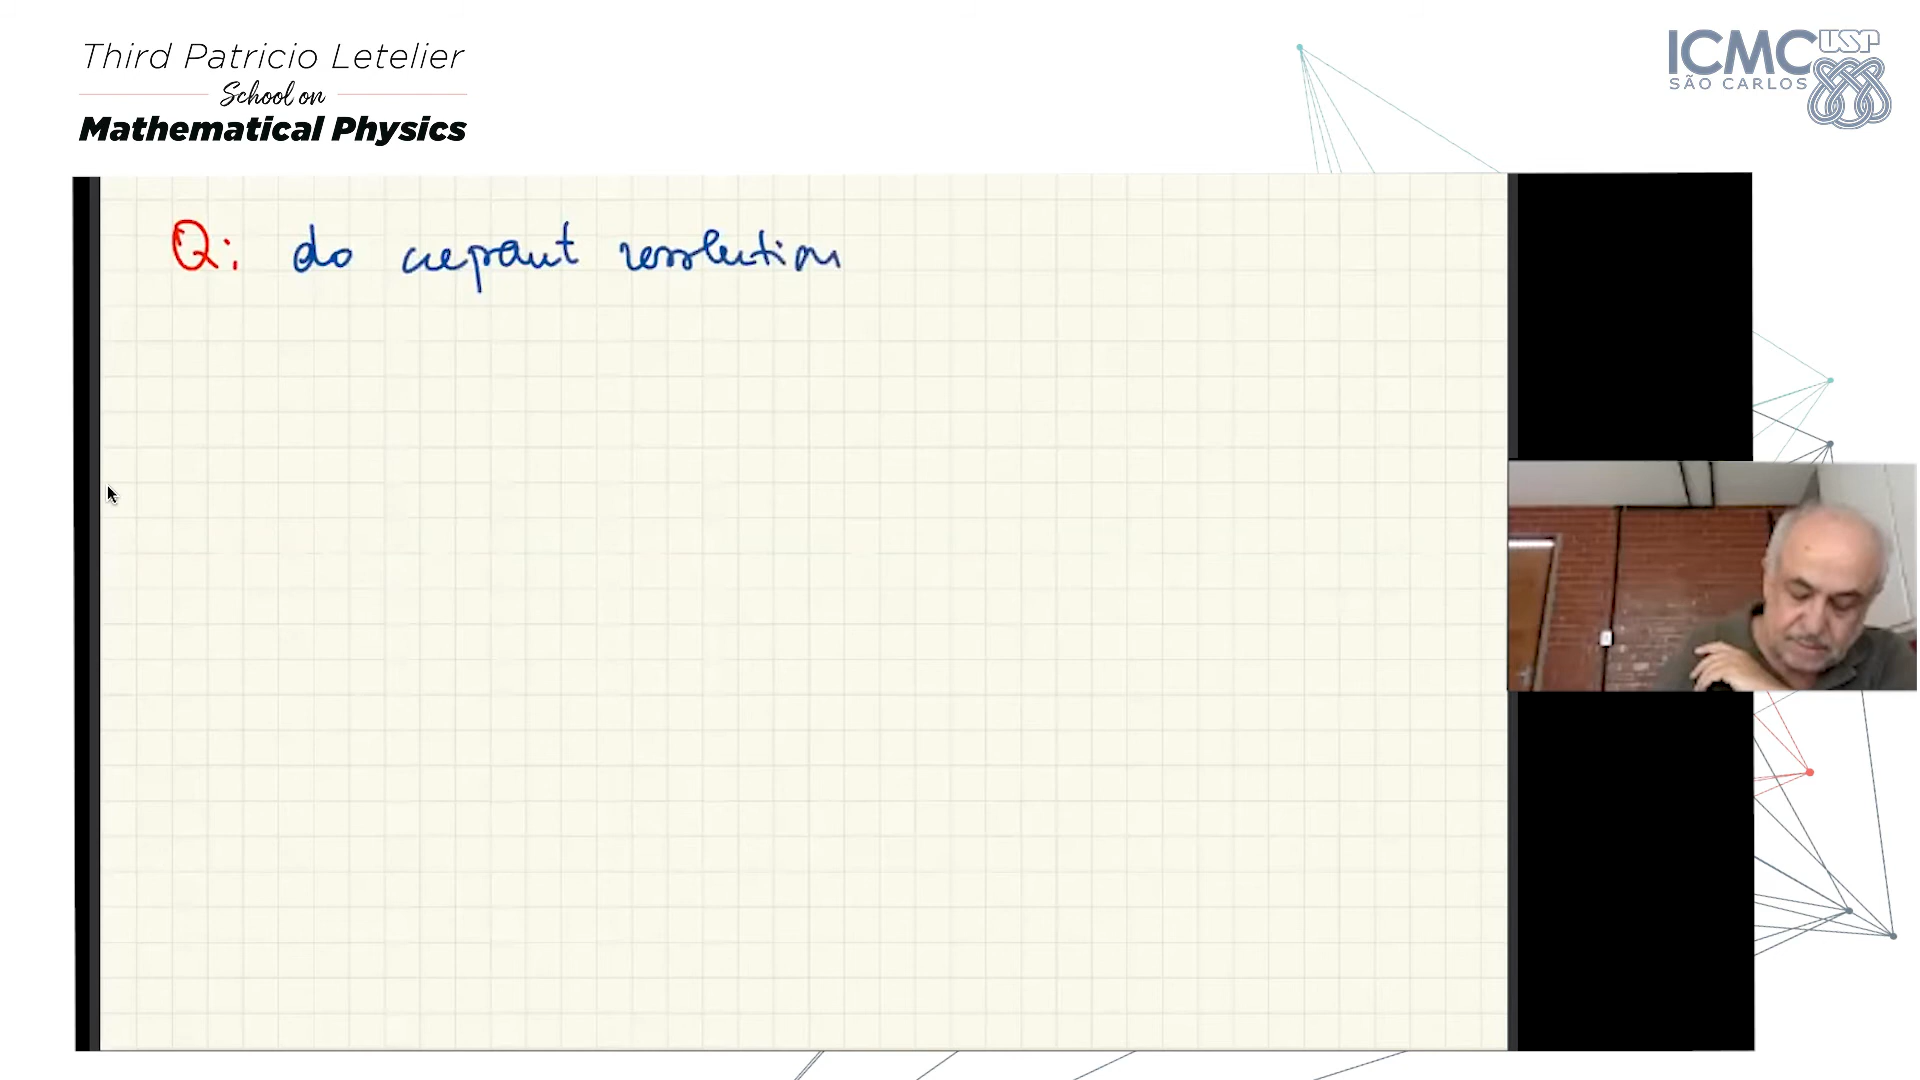 Third Patricio Letelier
School on
Mathematical Physics
ICMC USP
SÃO CARLOS
Q: do crepant resolution